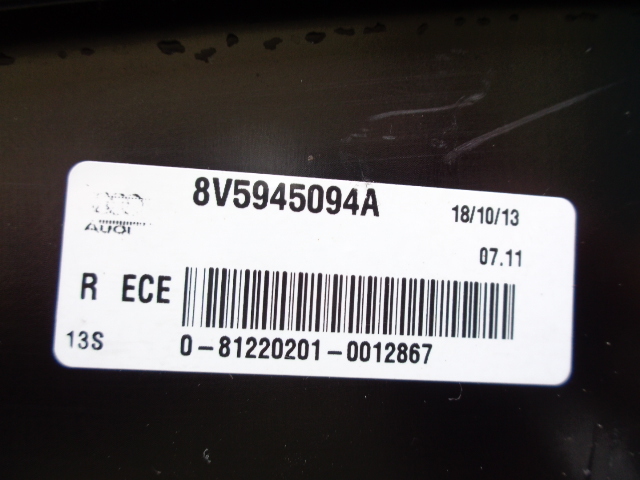 8V5945094A 18/10/13
AUDI
07.11
R ECE
13S 0-81220201-0012867